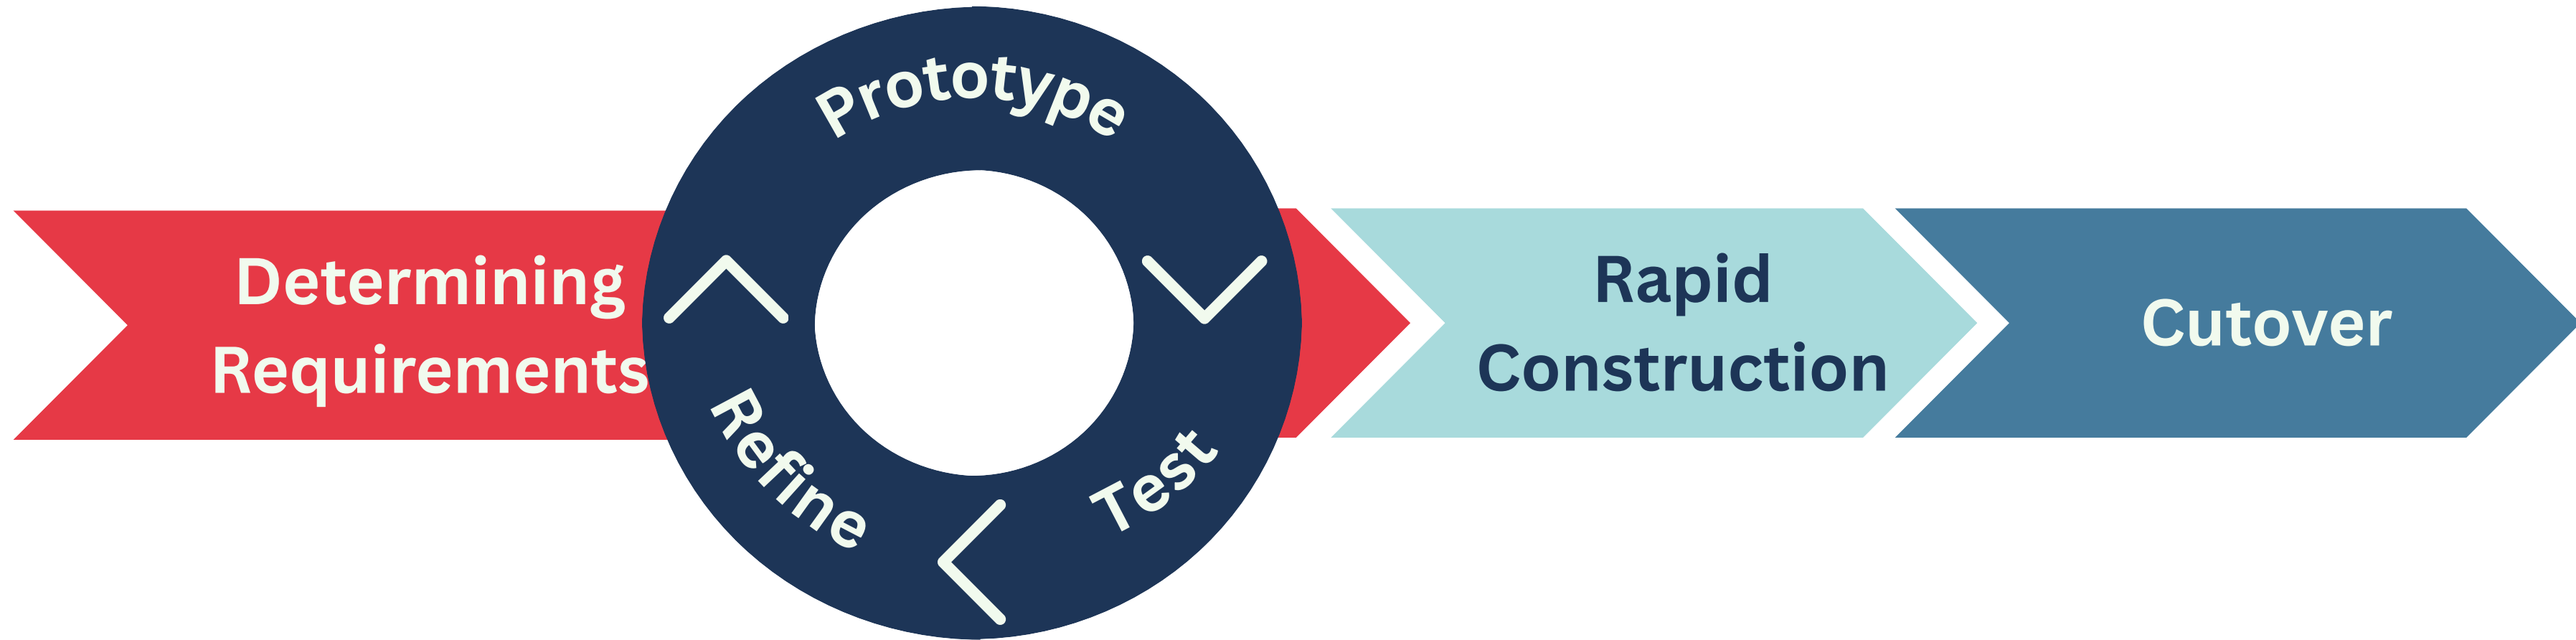 Determining
Requirements
Prototype
Test
Refine
Rapid
Construction
Cutover